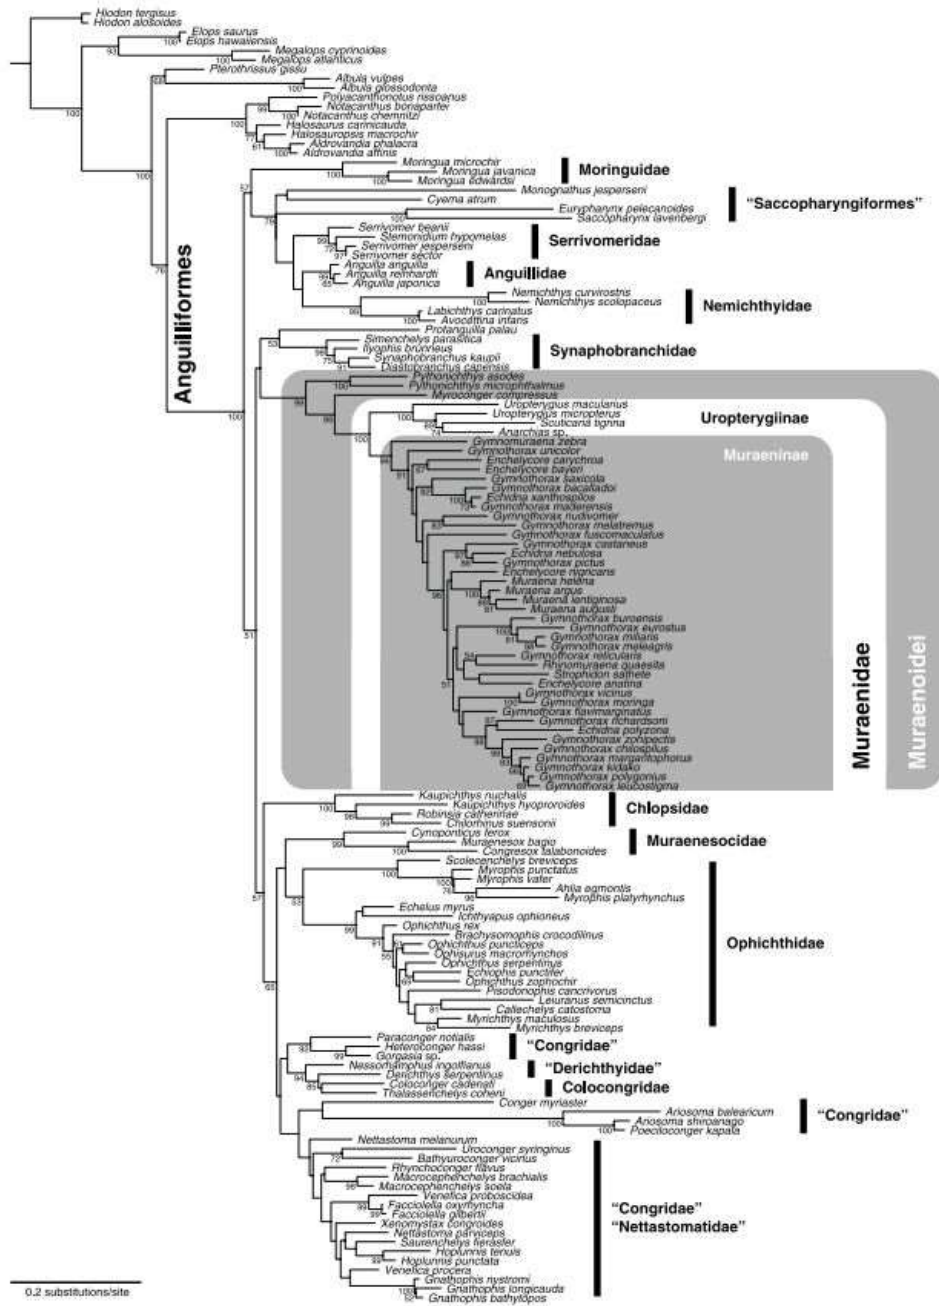 Hiodon tergisus
Hiodon alosoides
Elops saurus
Elops hawaiiensis
Megalops cyprinoides
Megalops atlanticus
Pterothrissus gissu
Albula vulpes
Albula glossodonta
Polyacanthonotus rissoanus
Notacanthus bonapartei
Notacanthus chemnitzi
Halosaurus carinicauda
Halosauropsis macrochir
Aldrovandia phalacra
Aldrovandia affinis
Moringua microchir
Moringua javanica
Moringua edwardsi
Moringuidae
Monognathus jesperseni
Cyema atrum
Eurypharynx pelecanoides
Saccopharynx lavenbergi
"Saccopharyngiformes"
Serrivomer beanii
Stemonidium hypomelas
Serrivomer jesperseni
Serrivomer sector
Serrivomeridae
Anguilla anguilla
Anguilla reinhardti
Anguilla japonica
Anguillidae
Nemichthys curvirostris
Nemichthys scolopaceus
Labichthys carinatus
Avocettina infans
Nemichthyidae
Anguilliformes
Protanguilla palau
Simenchelys parasitica
Ilyophis brunneus
Synaphobranchus kaupii
Diastobranchus capensis
Synaphobranchidae
Pythonichthys asodes
Pythonichthys microphthalmus
Myroconger compressus
Uropterygius macularius
Uropterygius micropterus
Scuticaria tigrina
Anarchias sp.
Uropterygiinae
Gymnomuraena zebra
Muraeninae
Gymnothorax unicolor
Enchelycore carychroa
Enchelycore bayeri
Gymnothorax saxicola
Gymnothorax bacalladoi
Echidna xanthospilos
Gymnothorax maderensis
Gymnothorax nudivomer
Gymnothorax melatremus
Gymnothorax fuscomaculatus
Gymnothorax castaneus
Echidna nebulosa
Gymnothorax pictus
Enchelycore nigricans
Muraena helena
Muraena argus
Muraena lentiginosa
Muraena augusti
Gymnothorax buroensis
Gymnothorax eurostus
Gymnothorax miliaris
Gymnothorax meleagris
Gymnothorax reticularis
Rhinomuraena quaesita
Strophidon sathete
Enchelycore anatina
Gymnothorax vicinus
Gymnothorax moringa
Gymnothorax flavimarginatus
Gymnothorax richardsoni
Echidna polyzona
Gymnothorax zonipectis
Gymnothorax chilospilus
Gymnothorax margaritophorus
Gymnothorax kidako
Gymnothorax polygonius
Gymnothorax leucostigma
Muraenidae
Muraenoidei
Kaupichthys nuchalis
Kaupichthys hyoproroides
Robinsia catherinae
Chilorhinus suensonii
Chlopsidae
Cynoponticus ferox
Muraenesox bagio
Congresox talabonoides
Muraenesocidae
Scolecenchelys breviceps
Myrophis punctatus
Myrophis vafer
Ahlia egmontis
Myrophis platyrhynchus
Echelus myrus
Ichthyapus ophioneus
Ophichthus rex
Brachysomophis crocodilinus
Ophichthus puncticeps
Ophisurus macrorhynchos
Ophichthus serpentinus
Echiophis punctifer
Ophichthus zophochir
Pisodonophis cancrivorus
Leiuranus semicinctus
Callechelys catostoma
Myrichthys maculosus
Myrichthys breviceps
Ophichthidae
Paraconger notialis
Heteroconger hassi
Gorgasia sp.
"Congridae"
Nessorhamphus ingolfianus
Derichthys serpentinus
"Derichthyidae"
Coloconger cadenati
Thalassenchelys coheni
Colocongridae
Conger myriaster
Ariosoma balearicum
Ariosoma shiroanago
Poeciloconger kapala
"Congridae"
Nettastoma melanurum
Uroconger syringinus
Bathyuroconger vicinus
Rhynchoconger flavus
Macrocephenchelys brachialis
Macrocephenchelys soela
Venefica proboscidea
Facciolella oxyrhyncha
Facciolella gilbertii
Xenomystax congroides
Nettastoma parviceps
Saurenchelys fierasfer
Hoplunnis tenuis
Hoplunnis punctata
Venefica procera
Gnathophis nystromi
Gnathophis longicauda
Gnathophis bathytopos
"Congridae"
"Nettastomatidae"
0.2 substitutions/site